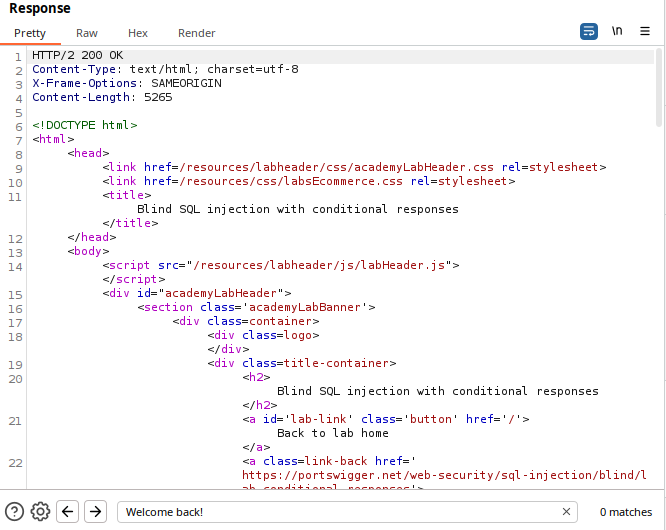 Response
Pretty Raw Hex Render \n
1 HTTP/2 200 OK
2 Content-Type: text/html; charset=utf-8
3 X-Frame-Options: SAMEORIGIN
4 Content-Length: 5265
5
6 <!DOCTYPE html>
7 <html>
8 <head>
9 <link href=/resources/labheader/css/academyLabHeader.css rel=stylesheet>
10 <link href=/resources/css/labsEcommerce.css rel=stylesheet>
11 <title>
Blind SQL injection with conditional responses
</title>
12 </head>
13 <body>
14 <script src="/resources/labheader/js/labHeader.js">
</script>
15 <div id="academyLabHeader">
16 <section class='academyLabBanner'>
17 <div class=container>
18 <div class=logo>
</div>
19 <div class=title-container>
20 <h2>
Blind SQL injection with conditional responses
</h2>
21 <a id='lab-link' class='button' href='/'>
Back to lab home
</a>
22 <a class=link-back href='
https://portswigger.net/web-security/sql-injection/blind/l
ab-conditional-responses'>
Welcome back! 0 matches